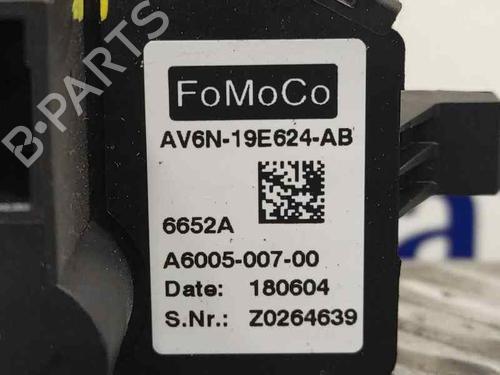 FoMoCo
AV6N-19E624-AB
6652A
A6005-007-00
Date: 180604
S.Nr.: Z0264639
B-PARTS
a